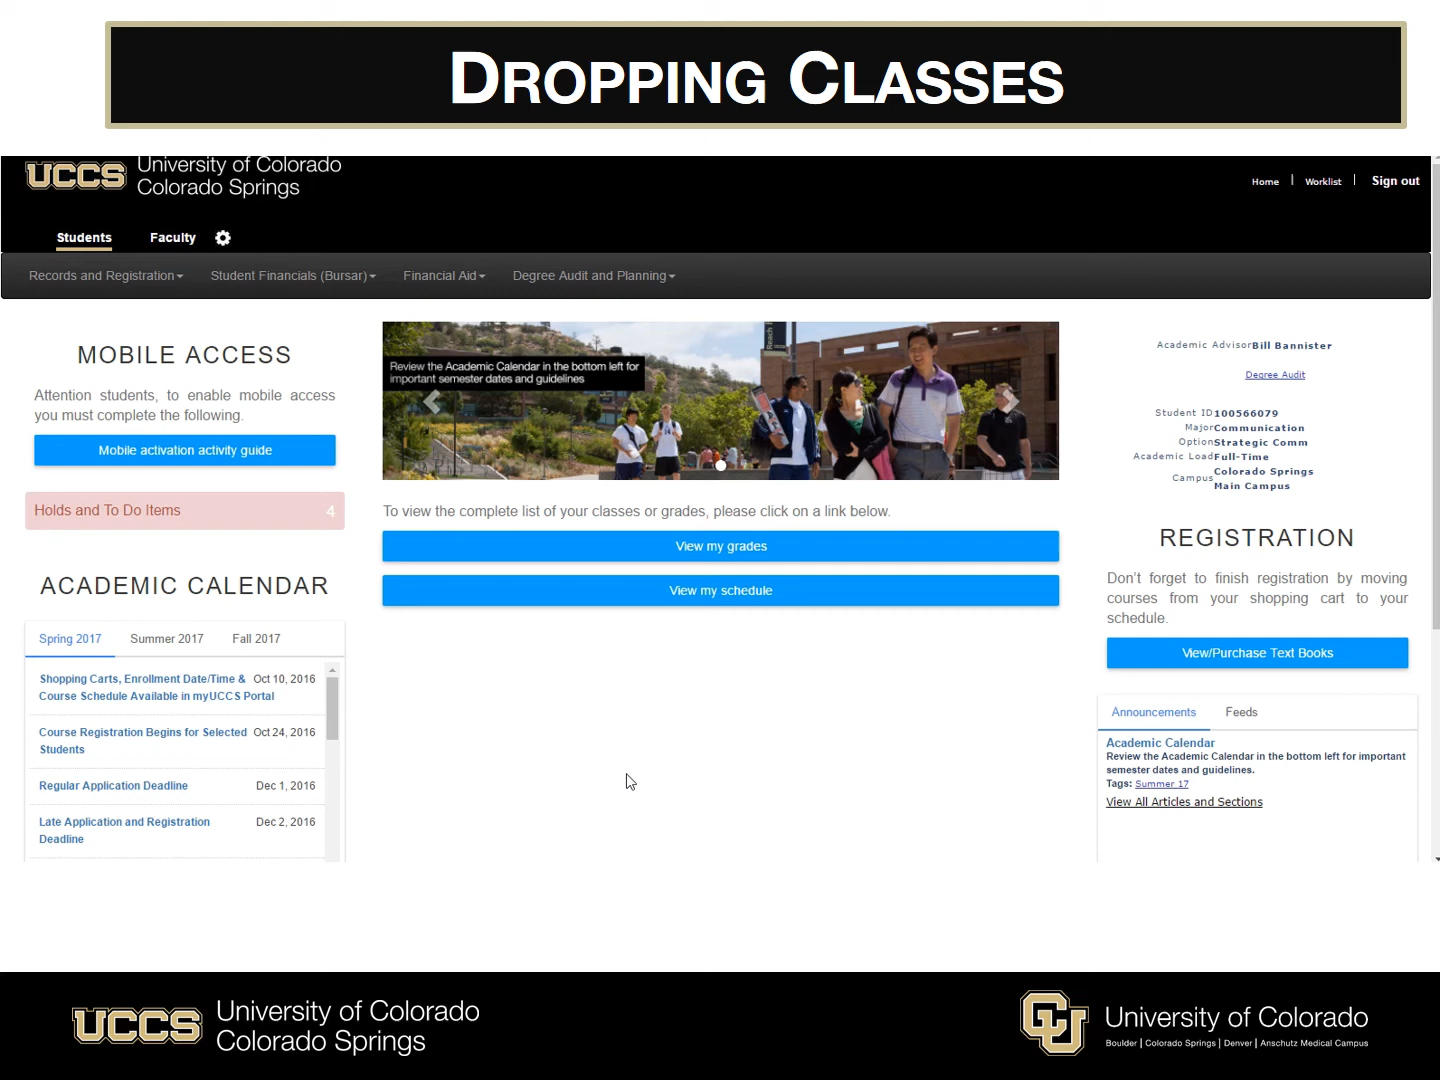 DROPPING CLASSES
UCCS University of Colorado
Colorado Springs
Home | Worklist | Sign out
Students Faculty
Records and Registration Student Financials (Bursar) Financial Aid Degree Audit and Planning
MOBILE ACCESS
Attention students, to enable mobile access
you must complete the following.
Mobile activation activity guide
Holds and To Do Items 4
ACADEMIC CALENDAR
Spring 2017 Summer 2017 Fall 2017
Shopping Carts, Enrollment Date/Time & Oct 10, 2016
Course Schedule Available in myUCCS Portal
Course Registration Begins for Selected Oct 24, 2016
Students
Regular Application Deadline Dec 1, 2016
Late Application and Registration Dec 2, 2016
Deadline
Review the Academic Calendar in the bottom left for
important semester dates and guidelines
To view the complete list of your classes or grades, please click on a link below.
View my grades
View my schedule
Academic Advisor Bill Bannister
Degree Audit
Student ID 100566079
Major Communication
Option Strategic Comm
Academic Load Full-Time
Campus Colorado Springs
Main Campus
REGISTRATION
Don't forget to finish registration by moving
courses from your shopping cart to your
schedule.
View/Purchase Text Books
Announcements Feeds
Academic Calendar
Review the Academic Calendar in the bottom left for important
semester dates and guidelines.
Tags: Summer 17
View All Articles and Sections
UCCS University of Colorado
Colorado Springs
CU University of Colorado
Boulder | Colorado Springs | Denver | Anschutz Medical Campus